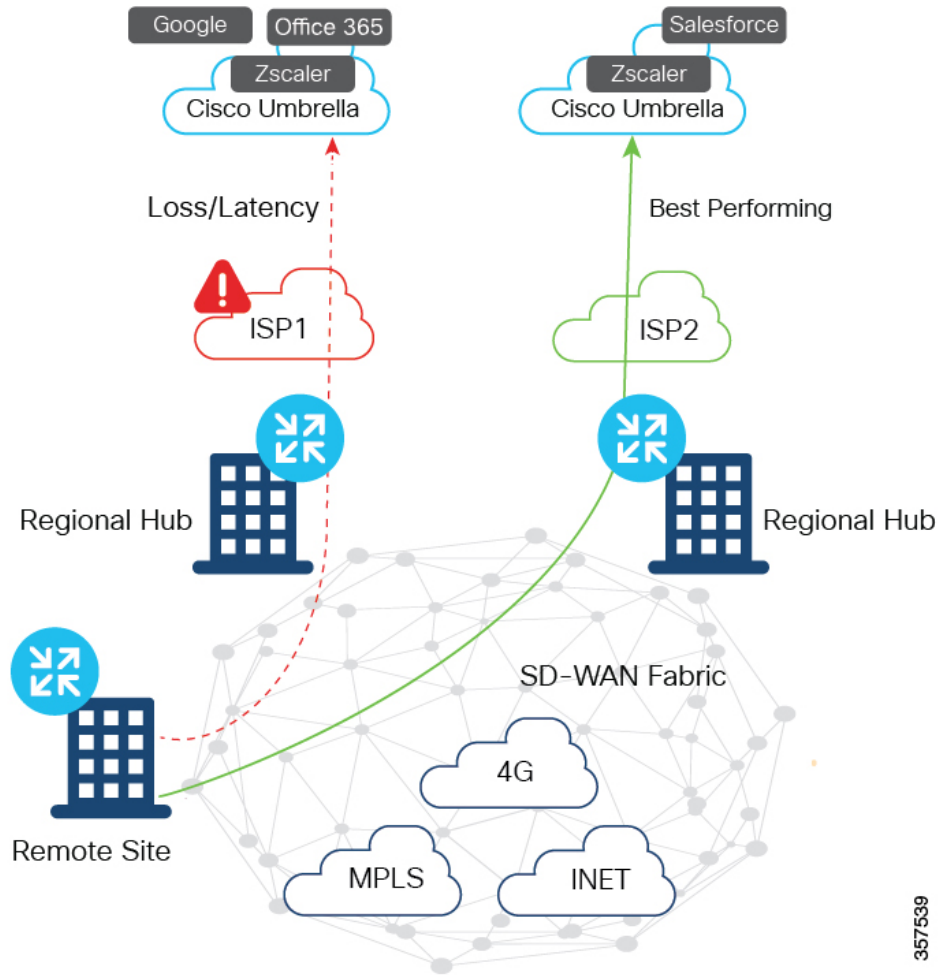 Google
Office 365
Salesforce
Zscaler
Zscaler
Cisco Umbrella
Cisco Umbrella
Loss/Latency
Best Performing
ISP1
ISP2
Regional Hub
Regional Hub
SD-WAN Fabric
4G
Remote Site
MPLS
INET
357539